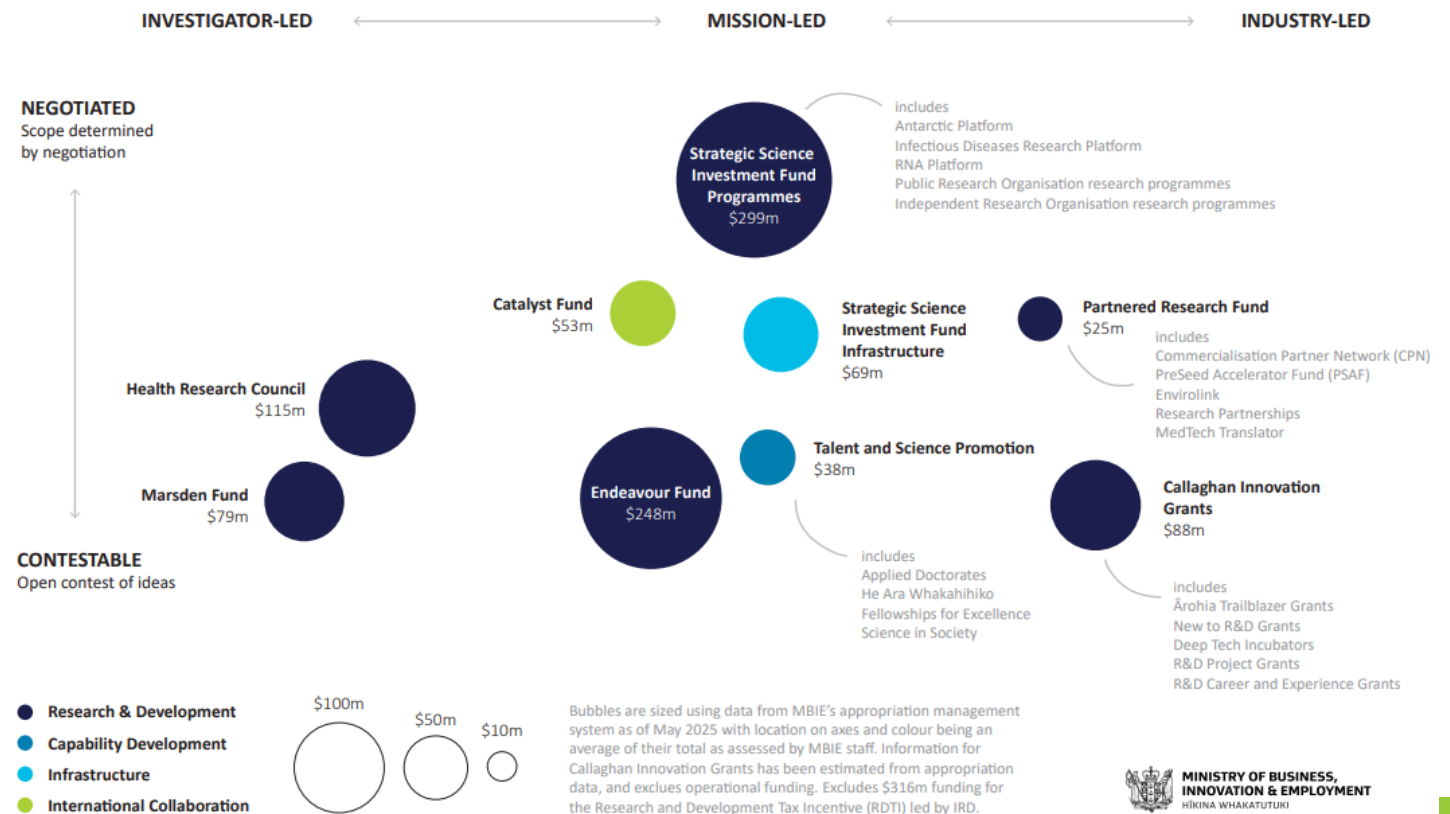 INVESTIGATOR-LED
MISSION-LED
INDUSTRY-LED
NEGOTIATED
Scope determined
by negotiation
Strategic Science
Investment Fund
Programmes
$299m
includes
Antarctic Platform
Infectious Diseases Research Platform
RNA Platform
Public Research Organisation research programmes
Independent Research Organisation research programmes
Catalyst Fund
$53m
Strategic Science
Investment Fund
Infrastructure
$69m
Partnered Research Fund
$25m
includes
Commercialisation Partner Network (CPN)
PreSeed Accelerator Fund (PSAF)
Envirolink
Research Partnerships
MedTech Translator
Health Research Council
$115m
Marsden Fund
$79m
Endeavour Fund
$248m
Talent and Science Promotion
$38m
includes
Applied Doctorates
He Ara Whakahihiko
Fellowships for Excellence
Science in Society
Callaghan Innovation
Grants
$88m
includes
Ārohia Trailblazer Grants
New to R&D Grants
Deep Tech Incubators
R&D Project Grants
R&D Career and Experience Grants
CONTESTABLE
Open contest of ideas
Research & Development
Capability Development
Infrastructure
International Collaboration
$100m
$50m
$10m
Bubbles are sized using data from MBIE's appropriation management
system as of May 2025 with location on axes and colour being an
average of their total as assessed by MBIE staff. Information for
Callaghan Innovation Grants has been estimated from appropriation
data, and exclues operational funding. Excludes $316m funding for
the Research and Development Tax Incentive (RDTI) led by IRD.
MINISTRY OF BUSINESS,
INNOVATION & EMPLOYMENT
HĪKINA WHAKATUTUKI